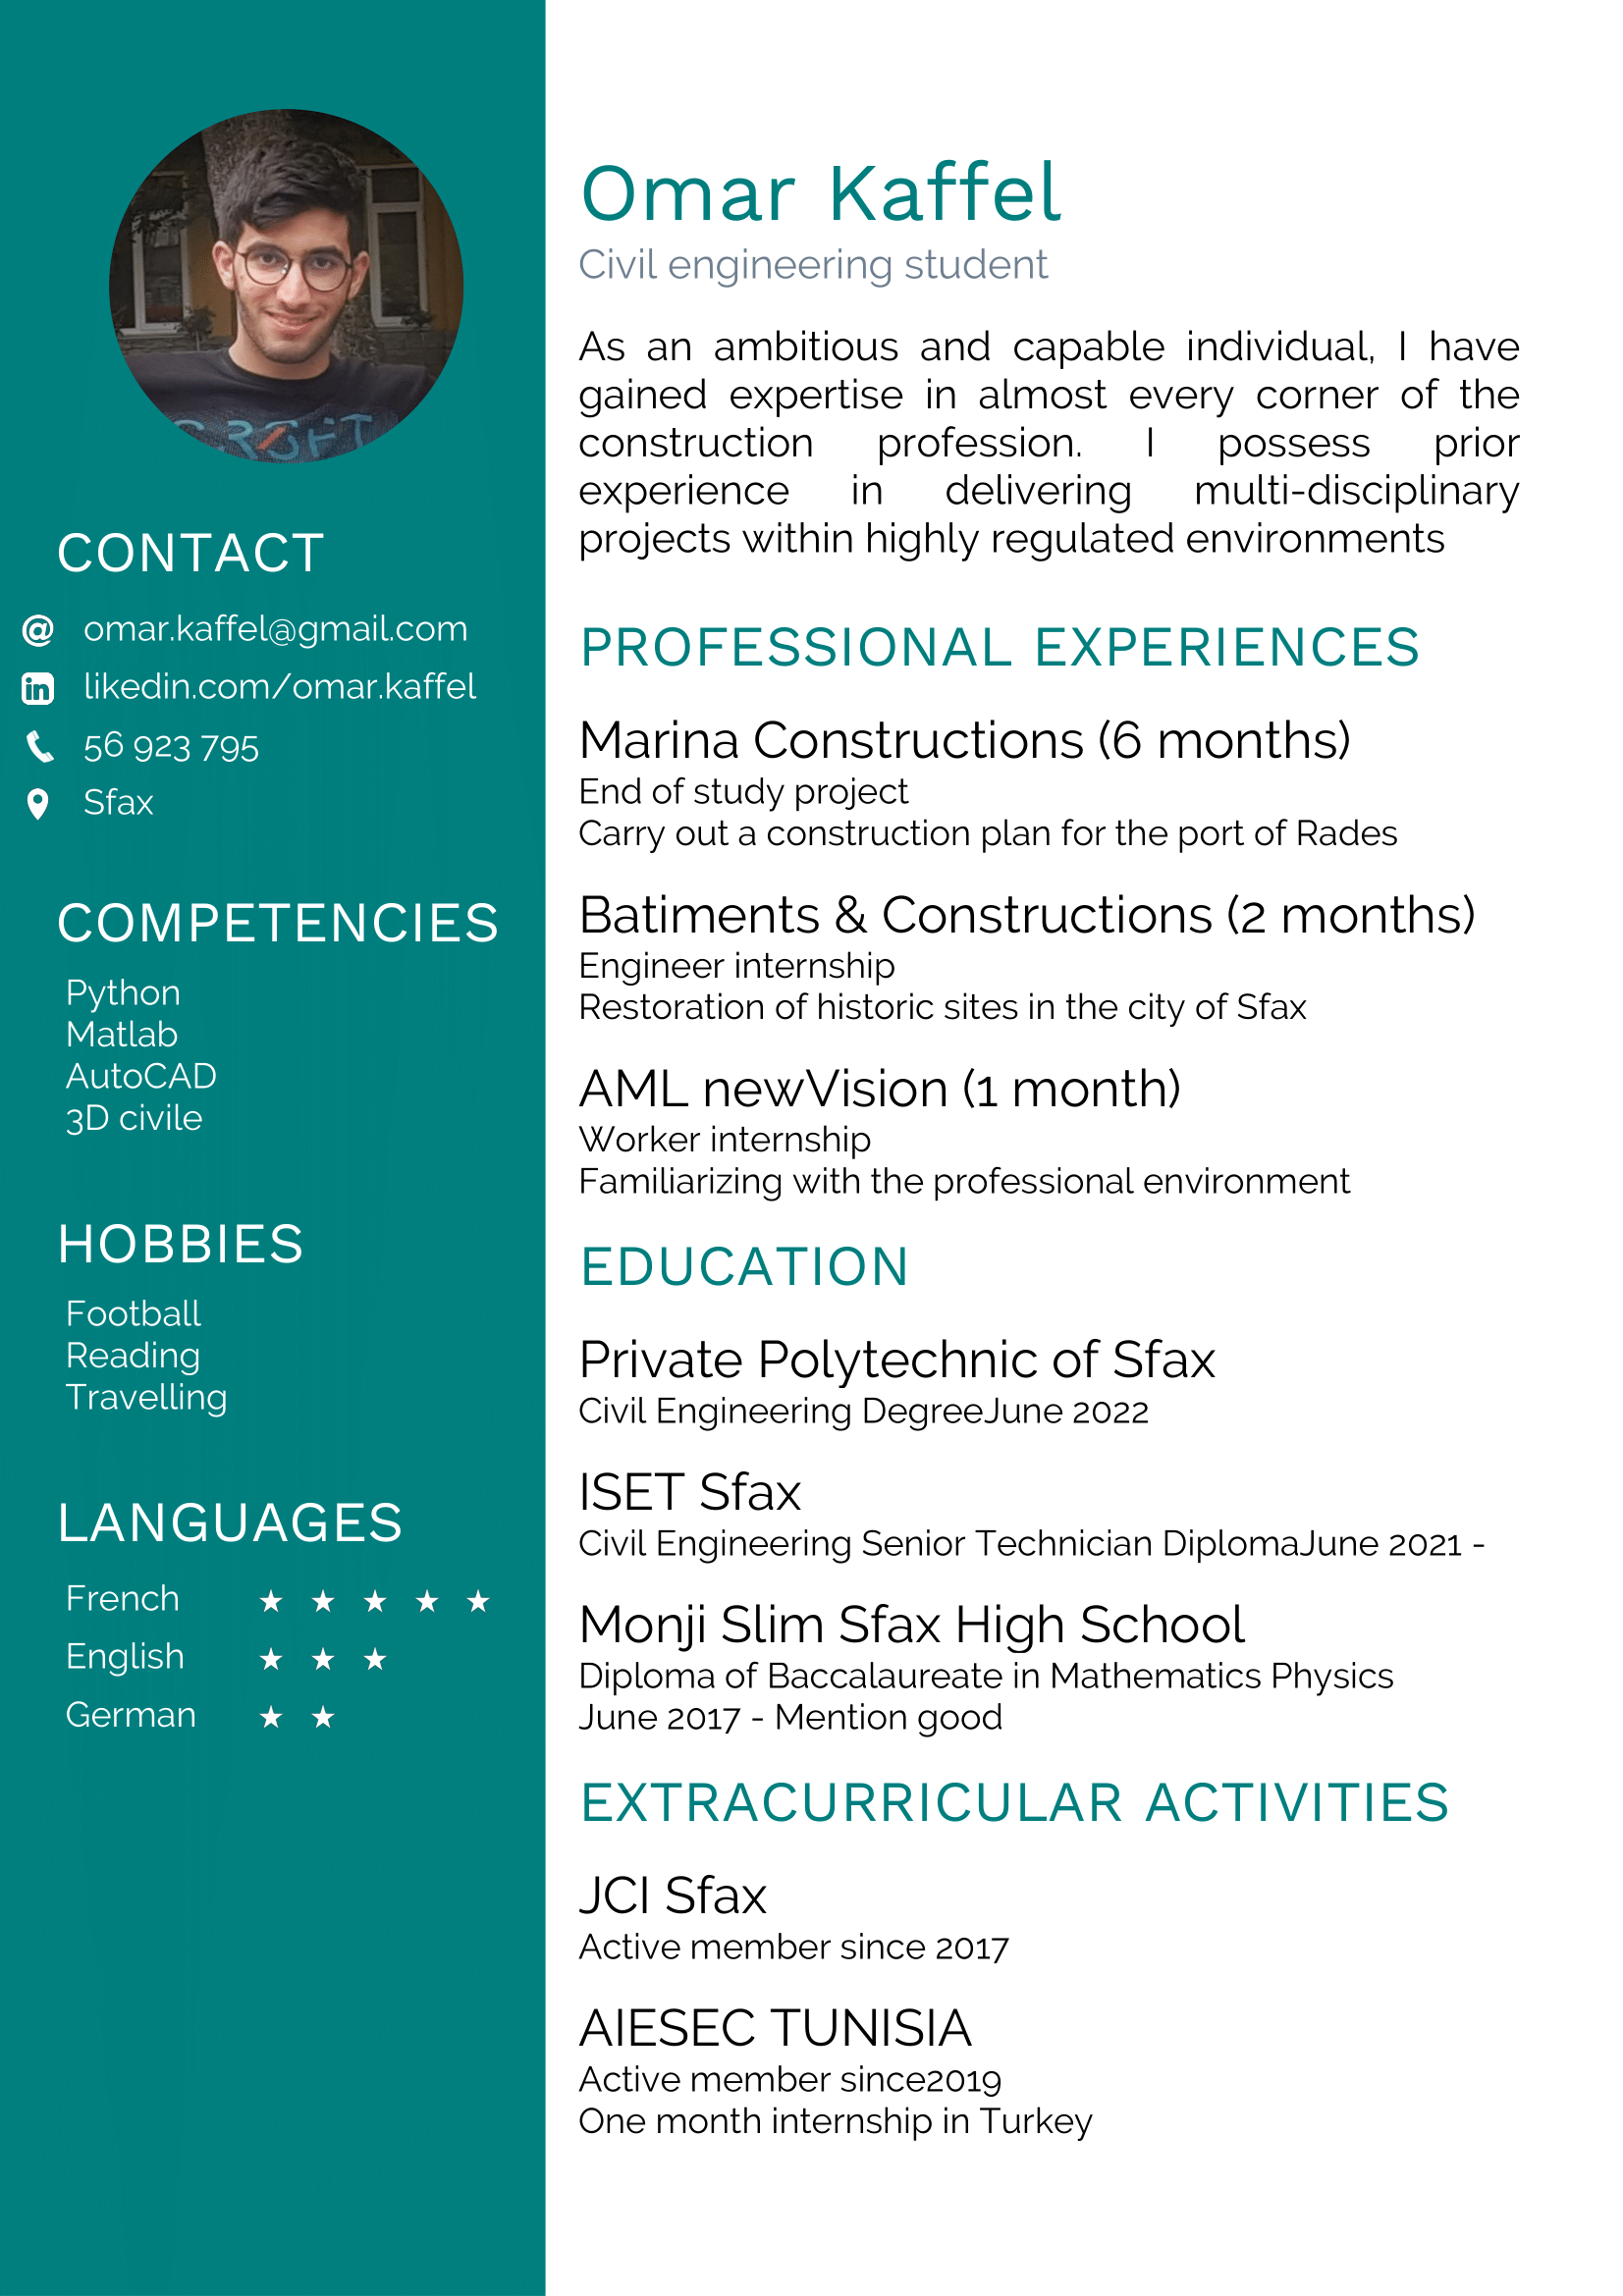 CONTACT
omar.kaffel@gmail.com
likedin.com/omar.kaffel
56 923 795
Sfax
COMPETENCIES
Python
Matlab
AutoCAD
3D civile
HOBBIES
Football
Reading
Travelling
LANGUAGES
French ★ ★ ★ ★ ★
English ★ ★ ★
German ★ ★
Omar Kaffel
Civil engineering student
As an ambitious and capable individual, I have
gained expertise in almost every corner of the
construction profession. I possess prior
experience in delivering multi-disciplinary
projects within highly regulated environments
PROFESSIONAL EXPERIENCES
Marina Constructions (6 months)
End of study project
Carry out a construction plan for the port of Rades
Batiments & Constructions (2 months)
Engineer internship
Restoration of historic sites in the city of Sfax
AML newVision (1 month)
Worker internship
Familiarizing with the professional environment
EDUCATION
Private Polytechnic of Sfax
Civil Engineering DegreeJune 2022
ISET Sfax
Civil Engineering Senior Technician DiplomaJune 2021 -
Monji Slim Sfax High School
Diploma of Baccalaureate in Mathematics Physics
June 2017 - Mention good
EXTRACURRICULAR ACTIVITIES
JCI Sfax
Active member since 2017
AIESEC TUNISIA
Active member since2019
One month internship in Turkey